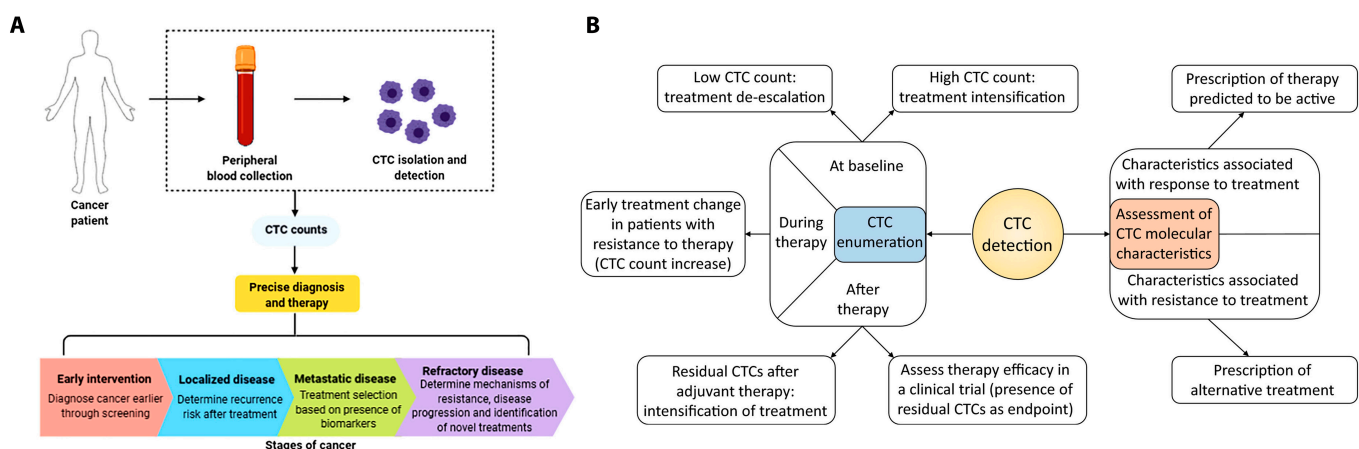 A
Cancer
patient
Peripheral
blood collection
CTC isolation and
detection
CTC counts
Precise diagnosis
and therapy
Early intervention
Diagnose cancer earlier
through screening
Localized disease
Determine recurrence
risk after treatment
Metastatic disease
Treatment selection
based on presence of
biomarkers
Refractory disease
Determine mechanisms of
resistance, disease
progression and identification
of novel treatments
Stages of cancer
B
Low CTC count:
treatment de-escalation
High CTC count:
treatment intensification
Prescription of therapy
predicted to be active
At baseline
During
therapy
After
therapy
CTC
enumeration
CTC
detection
Early treatment change
in patients with
resistance to therapy
(CTC count increase)
Characteristics associated
with response to treatment
Assessment of
CTC molecular
characteristics
Characteristics associated
with resistance to treatment
Residual CTCs after
adjuvant therapy:
intensification of treatment
Assess therapy efficacy in
a clinical trial (presence of
residual CTCs as endpoint)
Prescription of
alternative treatment